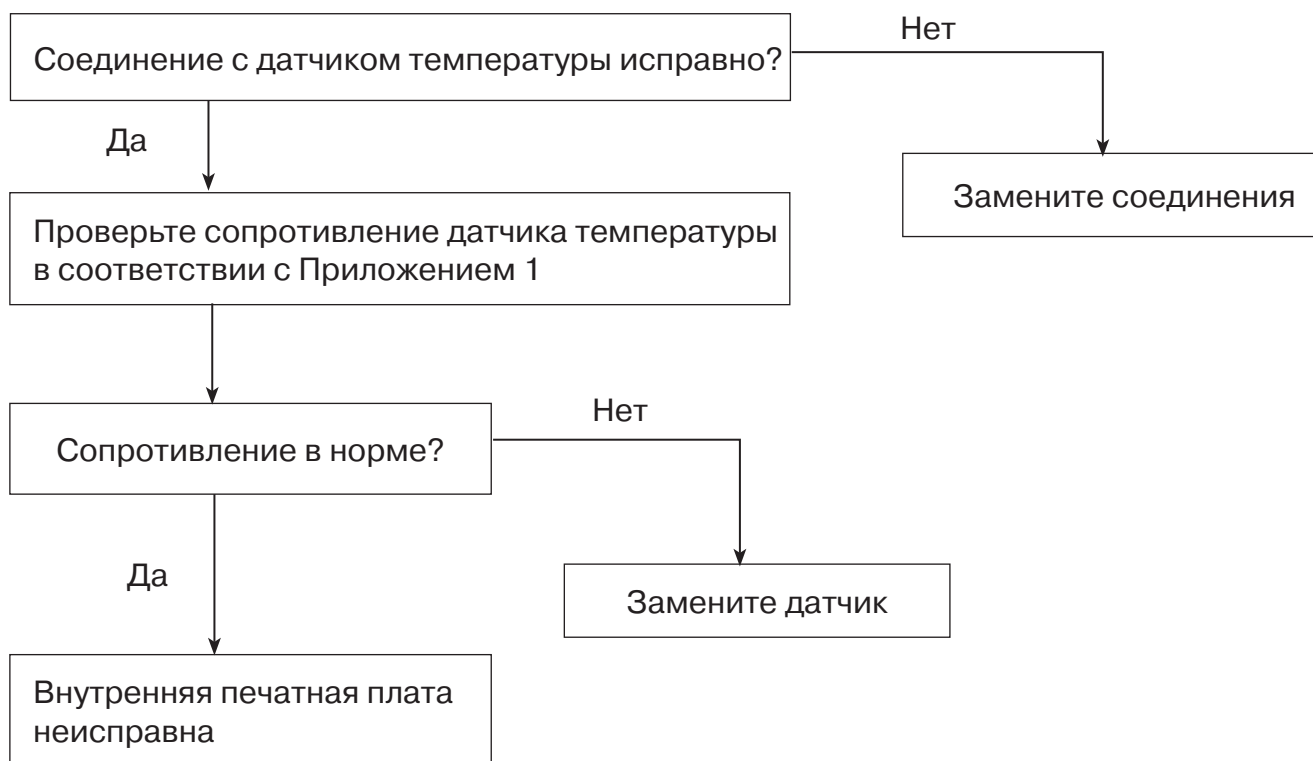 Соединение с датчиком температуры исправно?
Нет
Да
Замените соединения
Проверьте сопротивление датчика температуры
в соответствии с Приложением 1
Сопротивление в норме?
Нет
Да
Замените датчик
Внутренняя печатная плата
неисправна